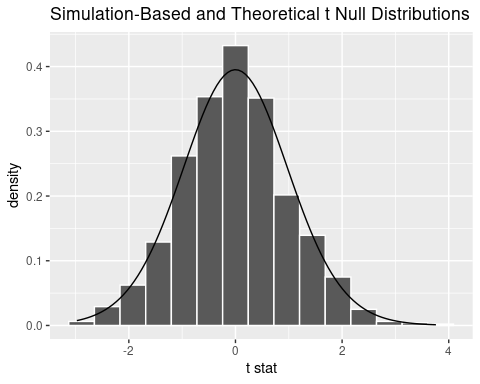 Simulation-Based and Theoretical t Null Distributions
0.4
0.3
0.2
0.1
0.0
density
-2 0 2 4
t stat